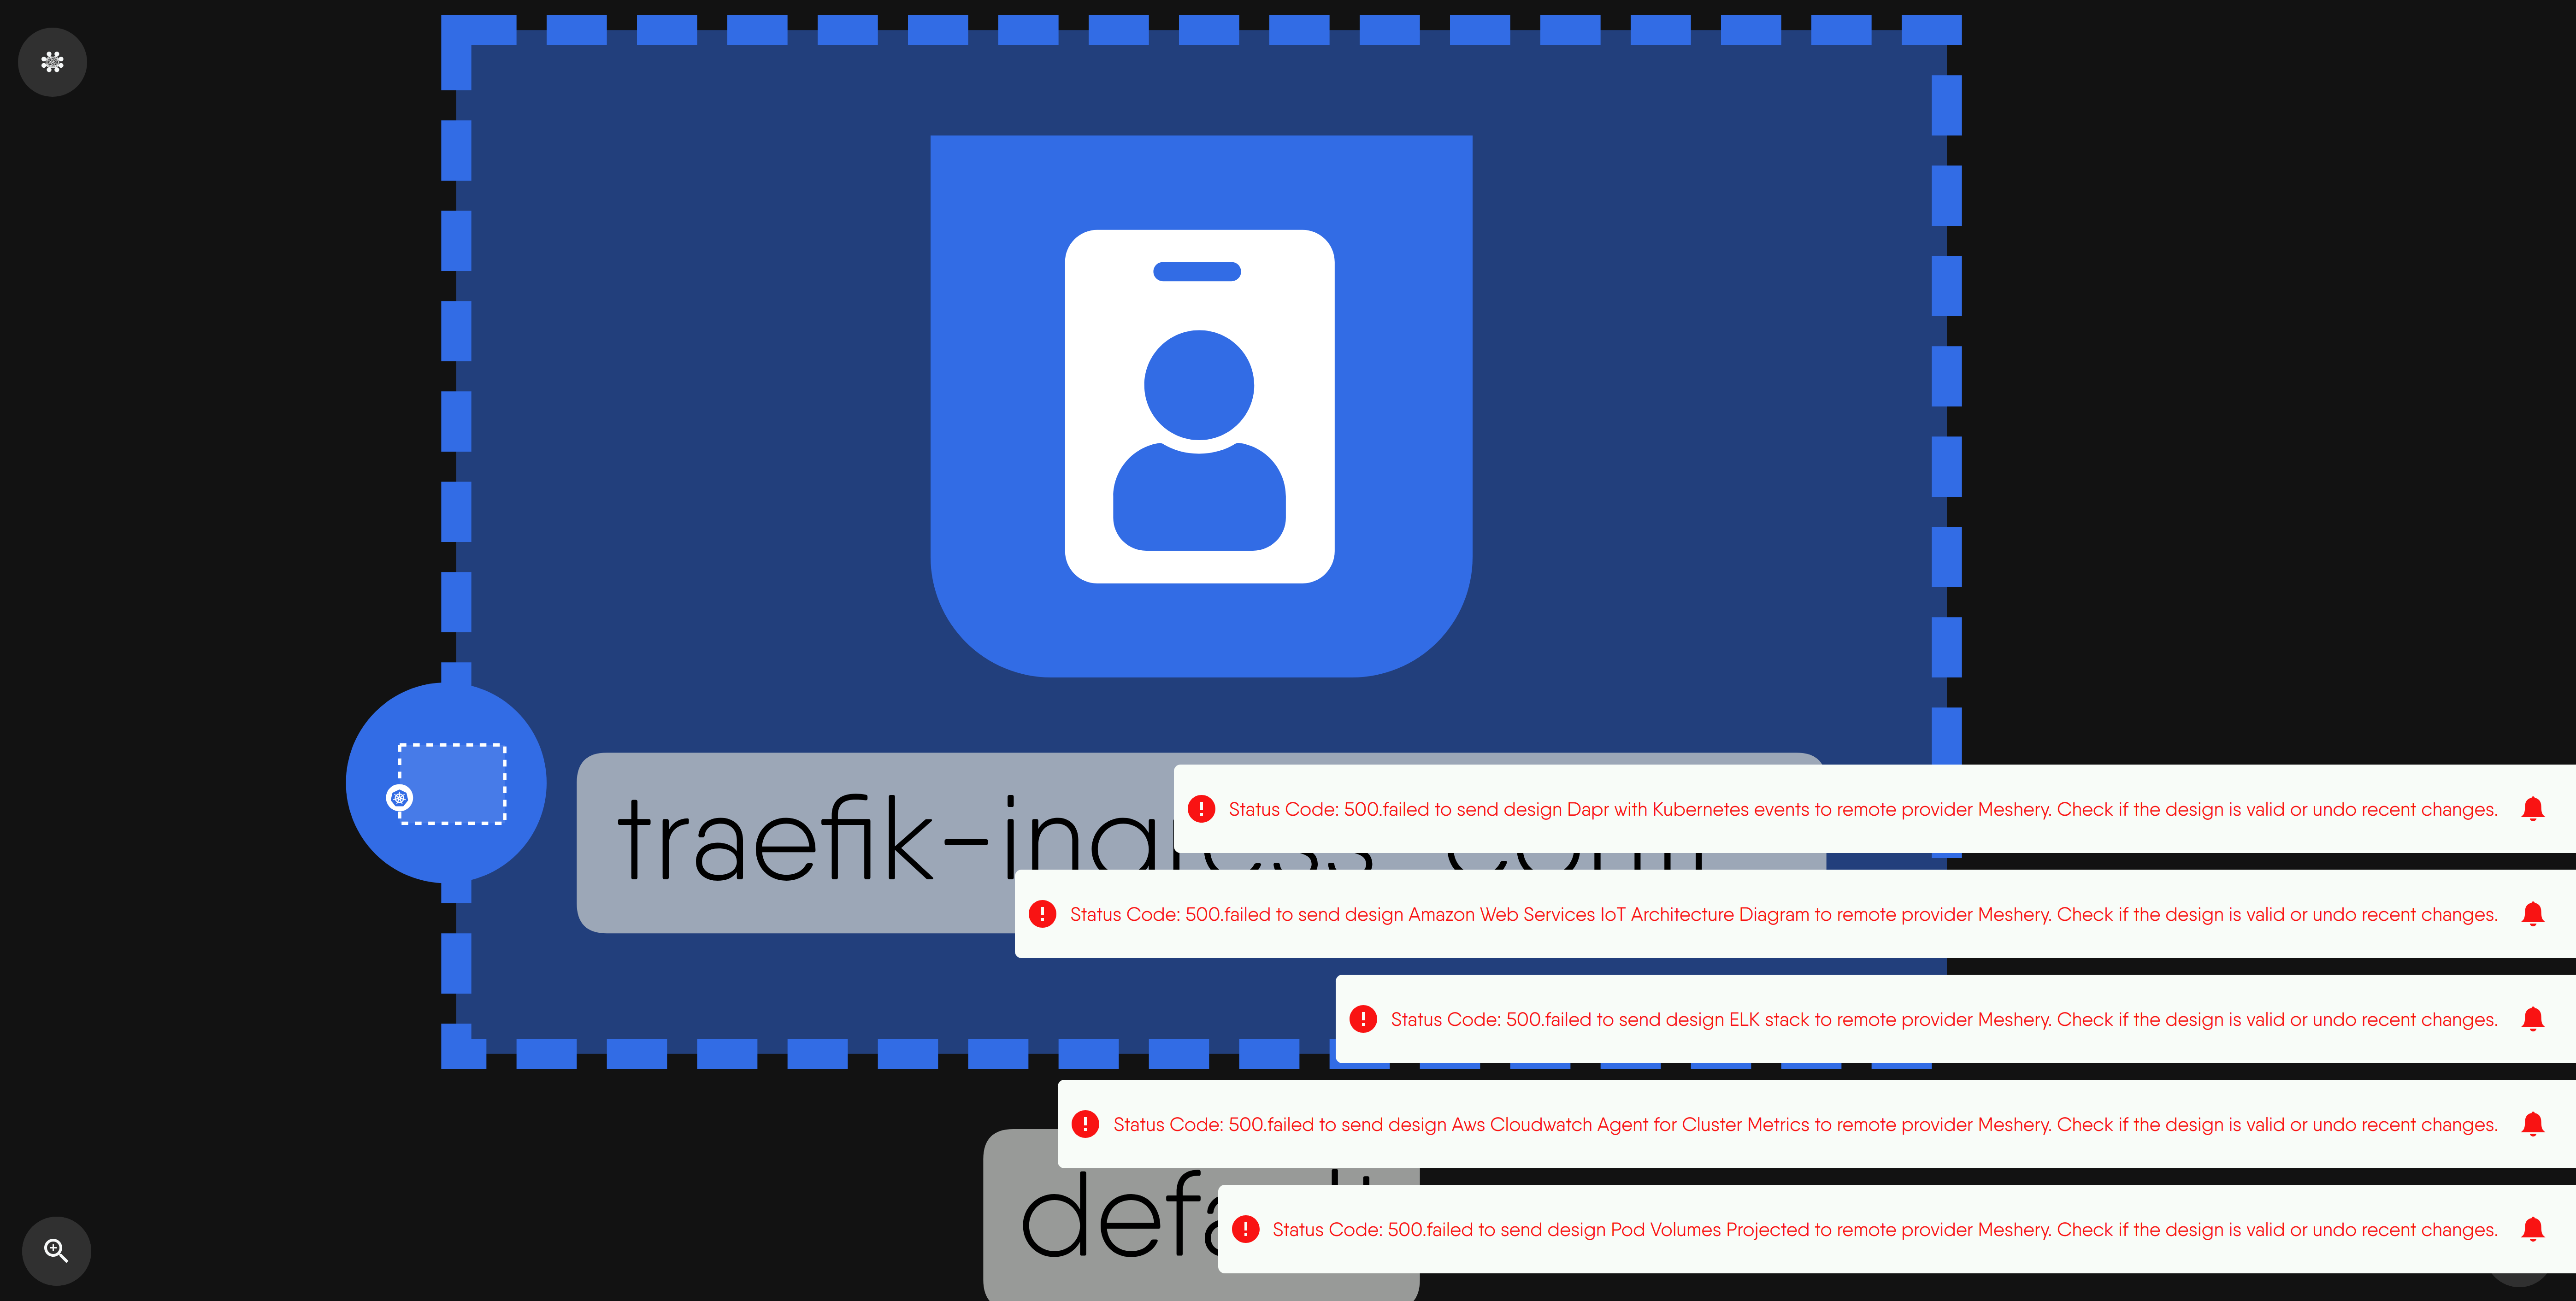 Status Code: 500.failed to send design Dapr with Kubernetes events to remote provider Meshery. Check if the design is valid or undo recent changes.
Status Code: 500.failed to send design Amazon Web Services IoT Architecture Diagram to remote provider Meshery. Check if the design is valid or undo recent changes.
Status Code: 500.failed to send design ELK stack to remote provider Meshery. Check if the design is valid or undo recent changes.
Status Code: 500.failed to send design Aws Cloudwatch Agent for Cluster Metrics to remote provider Meshery. Check if the design is valid or undo recent changes.
Status Code: 500.failed to send design Pod Volumes Projected to remote provider Meshery. Check if the design is valid or undo recent changes.